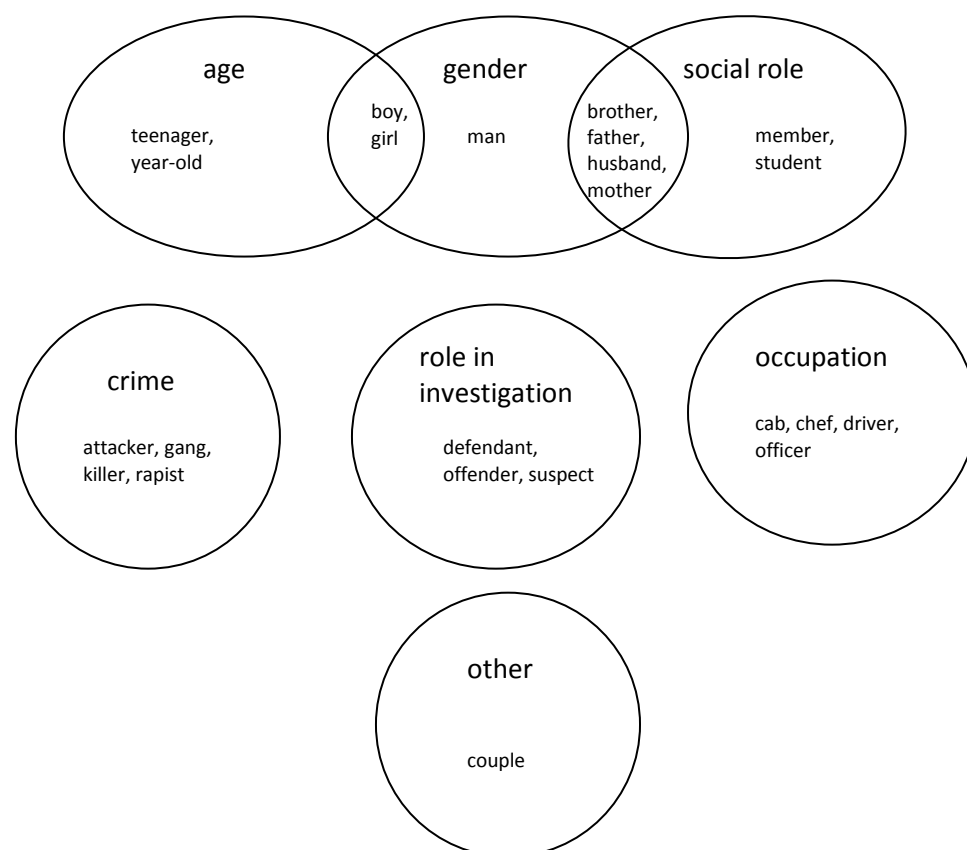 age
teenager,
year-old
boy,
girl
gender
man
brother,
father,
husband,
mother
social role
member,
student
crime
attacker, gang,
killer, rapist
role in
investigation
defendant,
offender, suspect
occupation
cab, chef, driver,
officer
other
couple